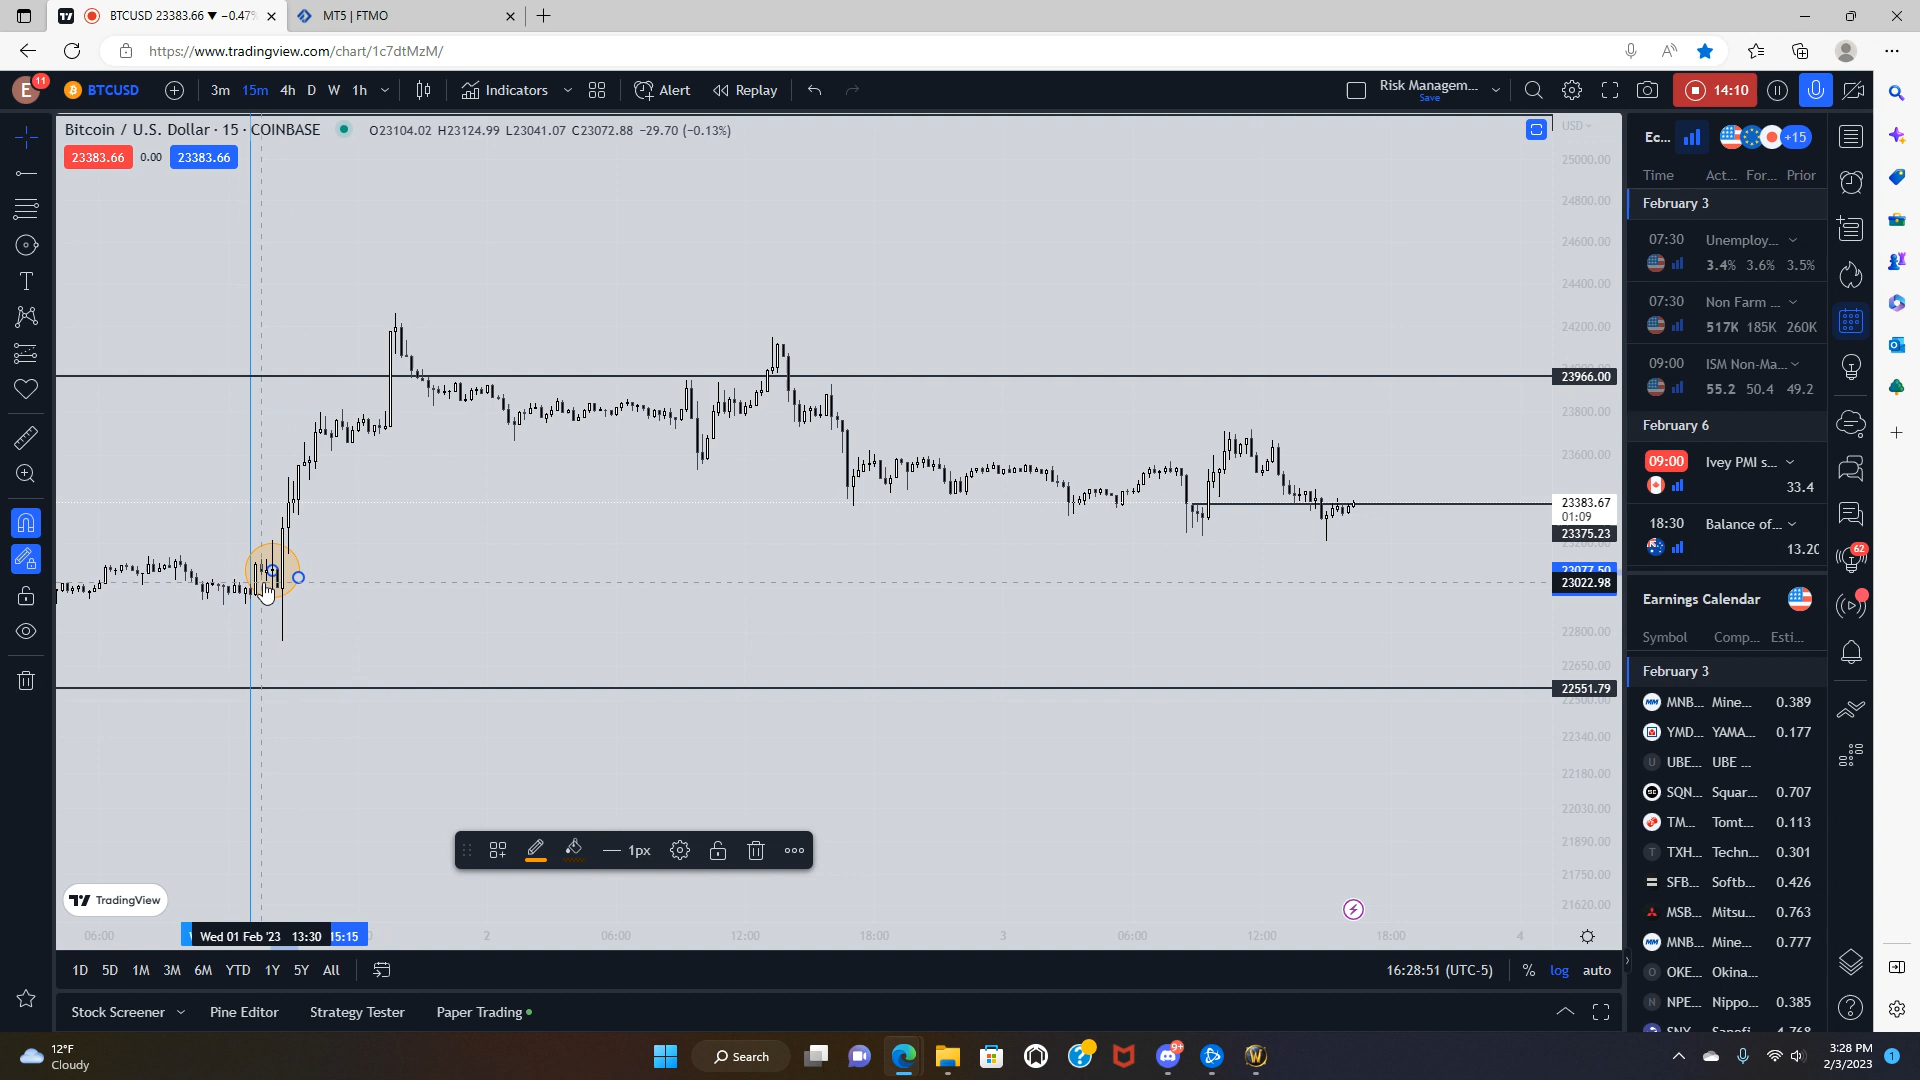 BTCUSD 23383.66 ▼ −0.47%
MT5 | FTMO
https://www.tradingview.com/chart/1c7dtMzM/
E 11 BTCUSD 3m 15m 4h D W 1h Indicators Alert Replay Risk Managem... Save 14:10
Bitcoin / U.S. Dollar · 15 · COINBASE O23104.02 H23124.99 L23041.07 C23072.88 −29.70 (−0.13%)
23383.66 0.00 23383.66
USD
25000.00
24800.00
24600.00
24400.00
24200.00
23966.00
23800.00
23600.00
23383.67
01:09
23375.23
23077.50
23022.98
22800.00
22650.00
22551.79
22500.00
22340.00
22180.00
22030.00
21890.00
21750.00
21620.00
TradingView
06:00 Wed 01 Feb '23 13:30 15:15 2 06:00 12:00 18:00 3 06:00 12:00 18:00 4
1D 5D 1M 3M 6M YTD 1Y 5Y All 16:28:51 (UTC-5) % log auto
Stock Screener Pine Editor Strategy Tester Paper Trading
1px
Ec... +15
Time Act... For... Prior
February 3
07:30 Unemploy...
3.4% 3.6% 3.5%
07:30 Non Farm ...
517K 185K 260K
09:00 ISM Non-Ma...
55.2 50.4 49.2
February 6
09:00 Ivey PMI s...
33.4
18:30 Balance of...
13.2
62
Earnings Calendar
Symbol Comp... Esti...
February 3
MNB... Mine... 0.389
YMD... YAMA... 0.177
UBE... UBE ...
SQN... Squar... 0.707
TM... Tomt... 0.113
TXH... Techn... 0.301
SFB... Softb... 0.426
MSB... Mitsu... 0.763
MNB... Mine... 0.777
OKE... Okina...
NPE... Nippo... 0.385
12°F
Cloudy
Search
9+
3:28 PM
2/3/2023
1